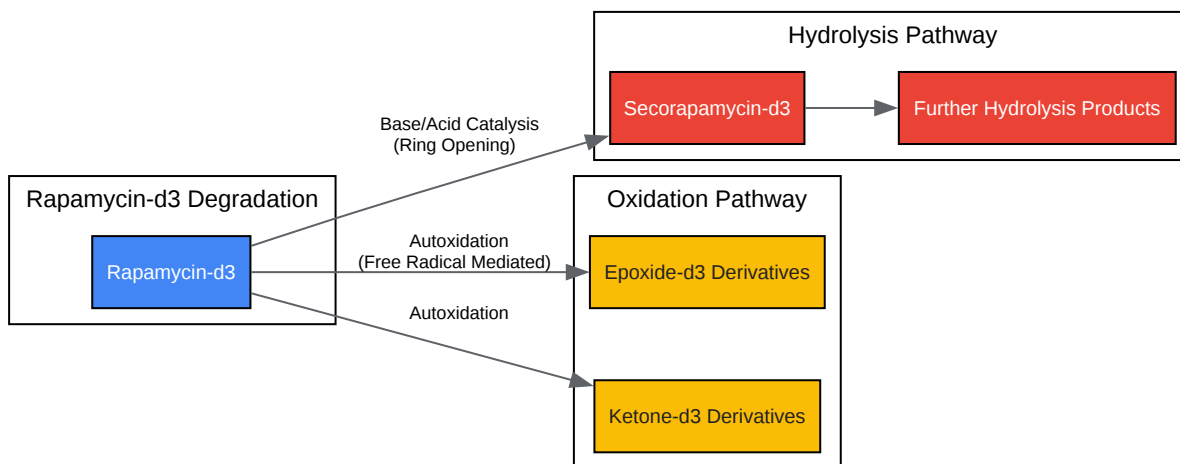 Hydrolysis Pathway
Secorapamycin-d3
Further Hydrolysis Products
Base/Acid Catalysis
(Ring Opening)
Rapamycin-d3 Degradation
Rapamycin-d3
Oxidation Pathway
Autoxidation
(Free Radical Mediated)
Epoxide-d3 Derivatives
Autoxidation
Ketone-d3 Derivatives